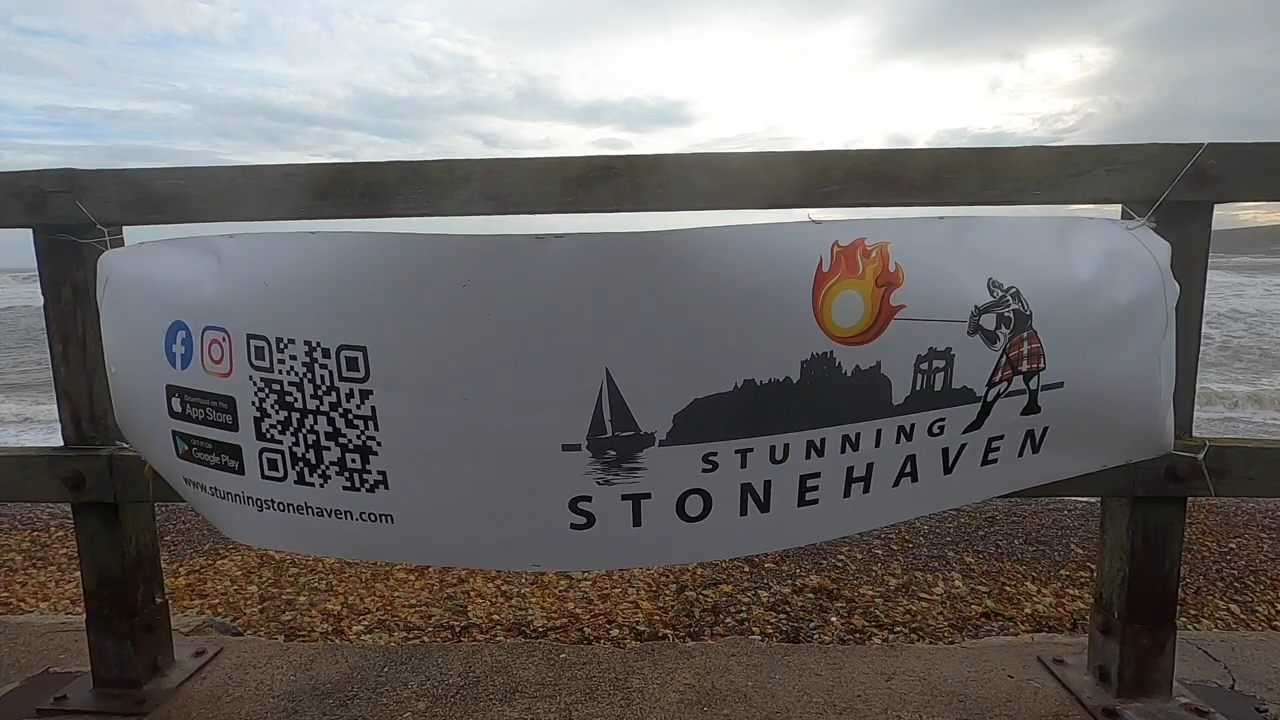 Download on the
App Store
GET IT ON
Google Play
www.stunningstonehaven.com
STUNNING
STONEHAVEN